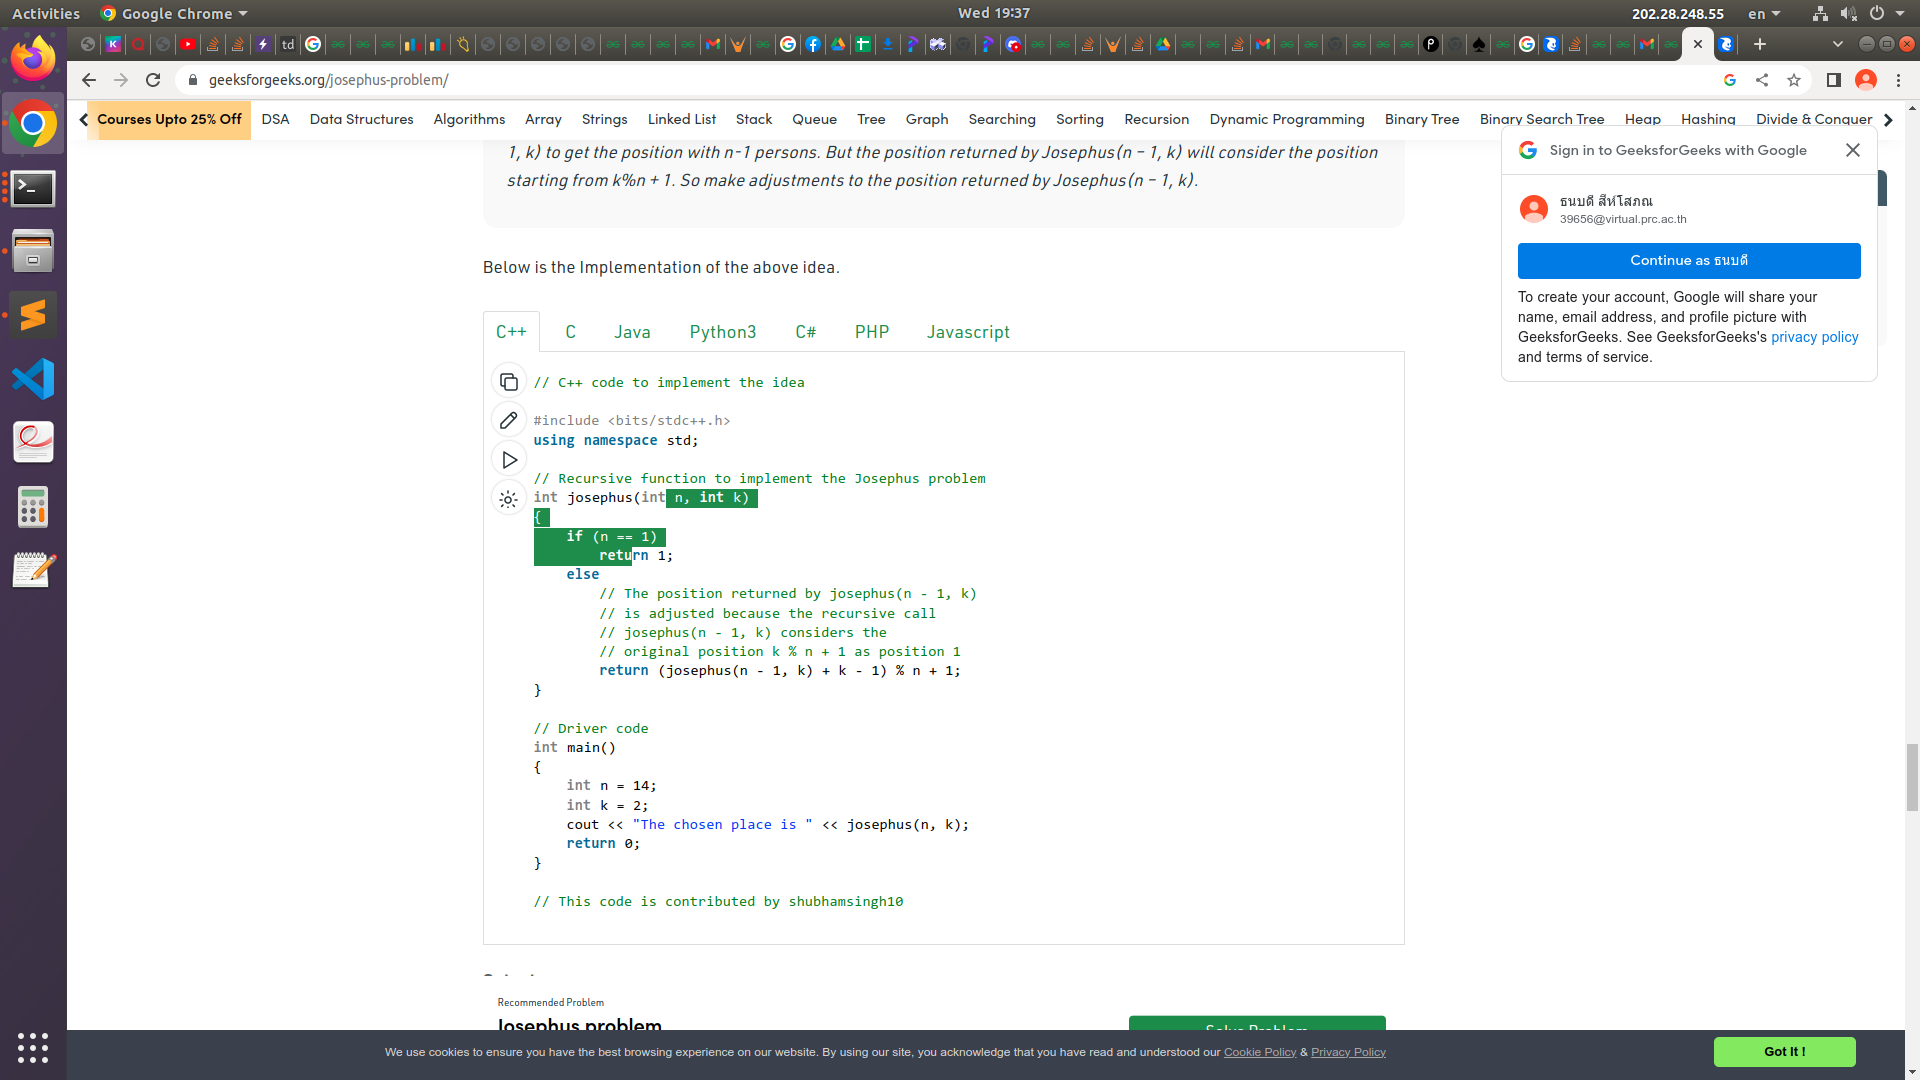 Activities
Google Chrome
Wed 19:37
202.28.248.55
en
geeksforgeeks.org/josephus-problem/
Courses Upto 25% Off
DSA
Data Structures
Algorithms
Array
Strings
Linked List
Stack
Queue
Tree
Graph
Searching
Sorting
Recursion
Dynamic Programming
Binary Tree
Binary Search Tree
Heap
Hashing
Divide & Conquer
1, k) to get the position with n-1 persons. But the position returned by Josephus(n – 1, k) will consider the position
starting from k%n + 1. So make adjustments to the position returned by Josephus(n – 1, k).
Sign in to GeeksforGeeks with Google
ธนบดี สีห์โสภณ
39656@virtual.prc.ac.th
Continue as ธนบดี
To create your account, Google will share your
name, email address, and profile picture with
GeeksforGeeks. See GeeksforGeeks's privacy policy
and terms of service.
Below is the Implementation of the above idea.
C++
C
Java
Python3
C#
PHP
Javascript
// C++ code to implement the idea
#include <bits/stdc++.h>
using namespace std;
// Recursive function to implement the Josephus problem
int josephus(int n, int k)
{
if (n == 1)
return 1;
else
// The position returned by josephus(n - 1, k)
// is adjusted because the recursive call
// josephus(n - 1, k) considers the
// original position k % n + 1 as position 1
return (josephus(n - 1, k) + k - 1) % n + 1;
}
// Driver code
int main()
{
int n = 14;
int k = 2;
cout << "The chosen place is " << josephus(n, k);
return 0;
}
// This code is contributed by shubhamsingh10
Recommended Problem
Josephus problem
Solve Problem
We use cookies to ensure you have the best browsing experience on our website. By using our site, you acknowledge that you have read and understood our Cookie Policy & Privacy Policy
Got It !